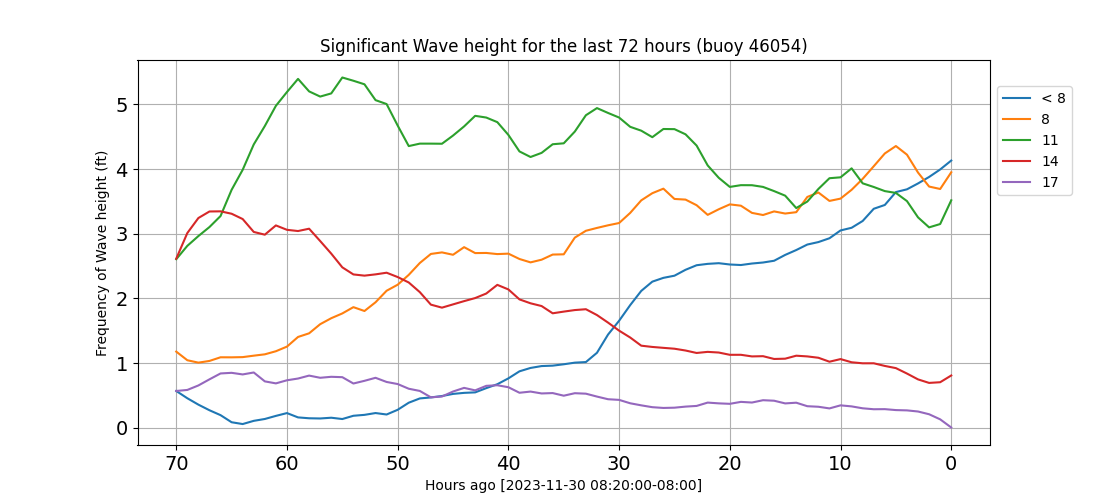 Significant Wave height for the last 72 hours (buoy 46054)
Frequency of Wave height (ft)
5
4
3
2
1
0
70 60 50 40 30 20 10 0
Hours ago [2023-11-30 08:20:00-08:00]
< 8
8
11
14
17